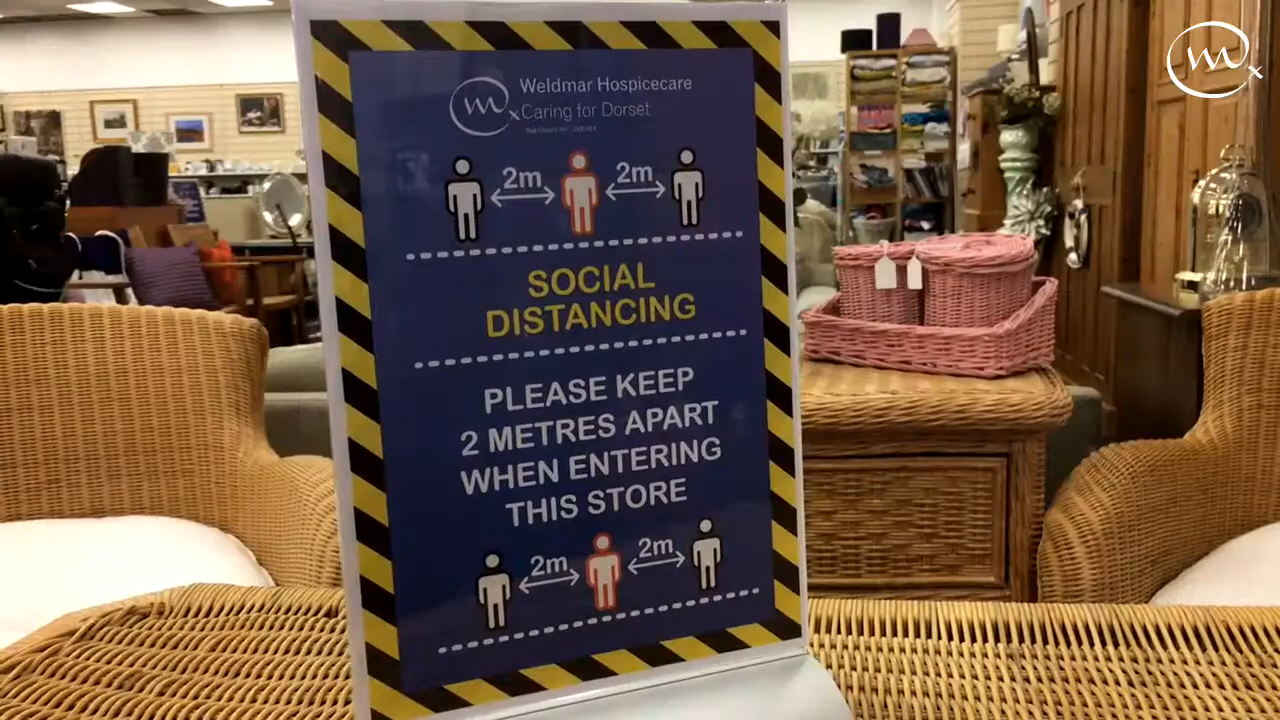 Weldmar Hospicecare
Caring for Dorset
2m 2m
SOCIAL
DISTANCING
PLEASE KEEP
2 METRES APART
WHEN ENTERING
THIS STORE
2m 2m